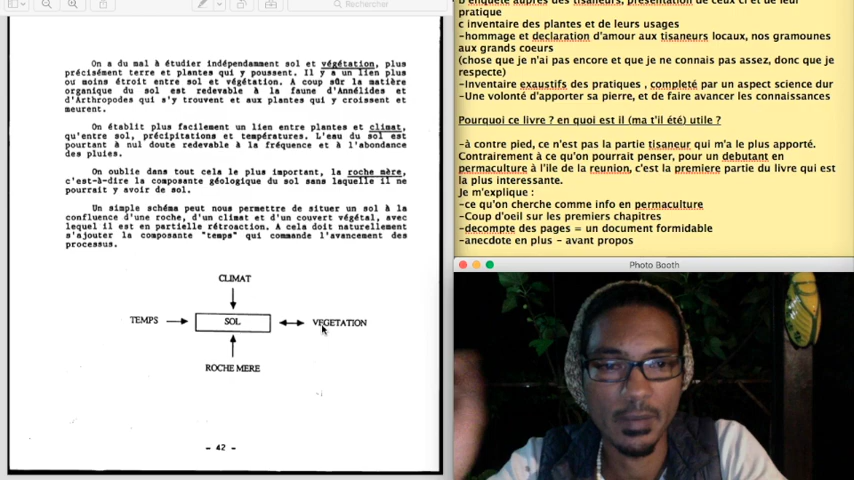 Rechercher
On a du mal à étudier indépendamment sol et végétation, plus
précisément terre et plantes qui y poussent. Il y a un lien plus
ou moins étroit entre sol et végétation. A coup sûr la matière
organique du sol est redevable à la faune d'Annélides et
d'Arthropodes qui s'y trouvent et aux plantes qui y croissent et
meurent.
On établit plus facilement un lien entre plantes et climat,
qu'entre sol, précipitations et températures. L'eau du sol est
pourtant à nul doute redevable à la fréquence et à l'abondance
des pluies.
On oublie dans tout cela le plus important, la roche mère,
c'est-à-dire la composante géologique du sol sans laquelle il ne
pourrait y avoir de sol.
Un simple schéma peut nous permettre de situer un sol à la
confluence d'une roche, d'un climat et d'un couvert végétal, avec
lequel il est en partielle rétroaction. A cela doit naturellement
s'ajouter la composante "temps" qui commande l'avancement des
processus.
CLIMAT
TEMPS
SOL
VEGETATION
ROCHE MERE
- 42 -
B enquete auprès des tisaneurs, présentation de ceux ci et de leur
pratique
c inventaire des plantes et de leurs usages
-hommage et declaration d'amour aux tisaneurs locaux, nos gramounes
aux grands coeurs
(chose que je n'ai pas encore et que je ne connais pas assez, donc que je
respecte)
-Inventaire exaustifs des pratiques , completé par un aspect science dur
-Une volonté d'apporter sa pierre, et de faire avancer les connaissances
Pourquoi ce livre ? en quoi est il (ma t'il été) utile ?
-à contre pied, ce n'est pas la partie tisaneur qui m'a le plus apporté.
Contrairement à ce qu'on pourrait penser, pour un debutant en
permaculture à l'ile de la reunion, c'est la premiere partie du livre qui est
la plus interessante.
Je m'explique :
-ce qu'on cherche comme info en permaculture
-Coup d'oeil sur les premiers chapitres
-decompte des pages = un document formidable
-anecdote en plus - avant propos
Photo Booth